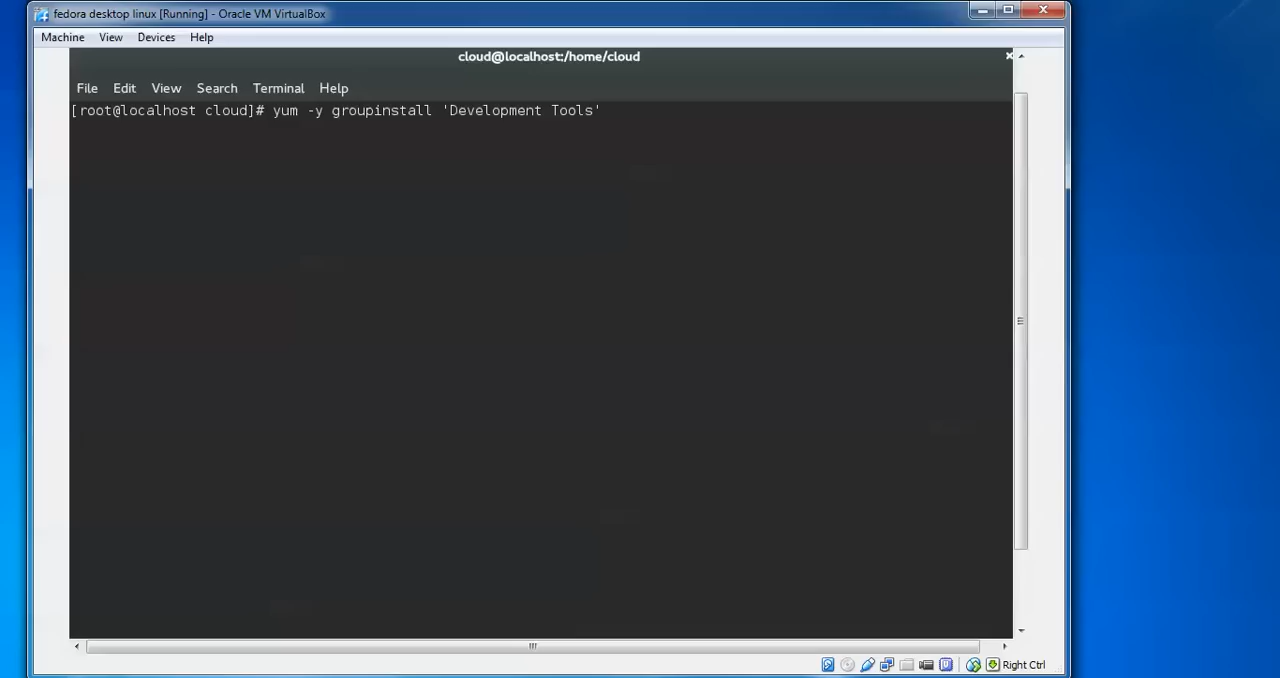 fedora desktop linux [Running] - Oracle VM VirtualBox
Machine View Devices Help
cloud@localhost:/home/cloud
File Edit View Search Terminal Help
[root@localhost cloud]# yum -y groupinstall 'Development Tools'
Right Ctrl